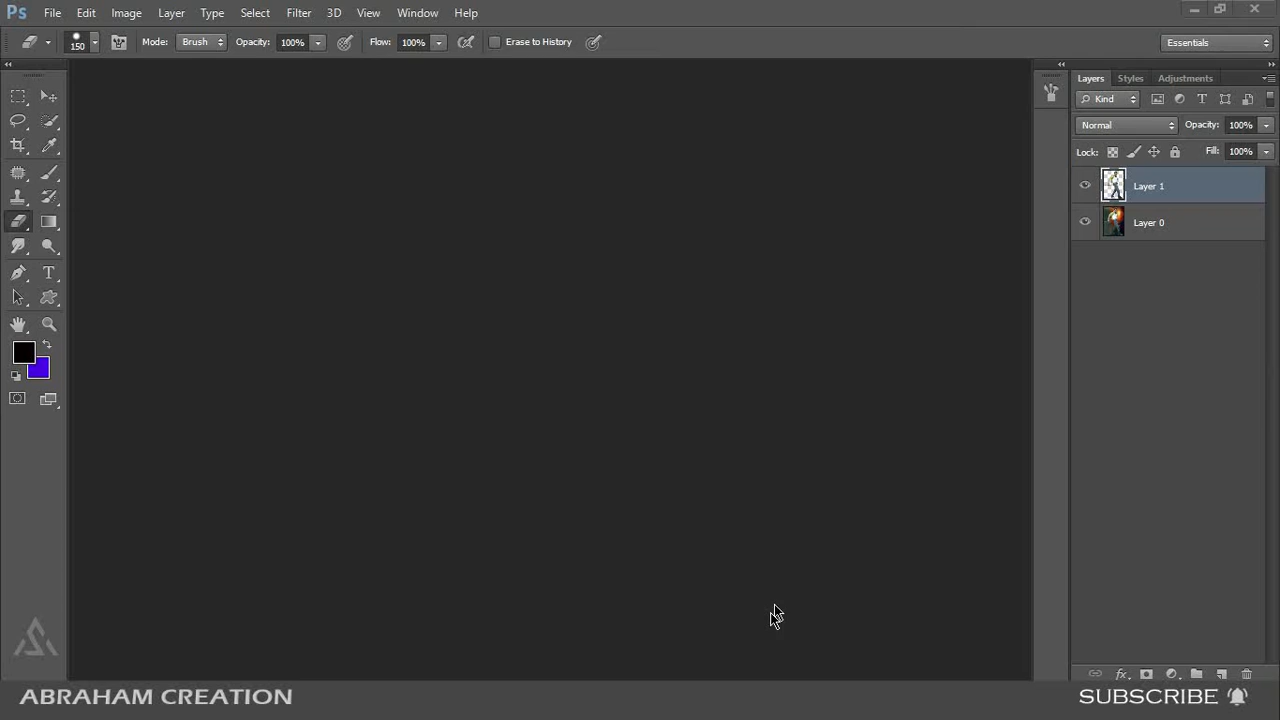 Ps File Edit Image Layer Type Select Filter 3D View Window Help
150 Mode: Brush Opacity: 100% Flow: 100% Erase to History Essentials
Layers Styles Adjustments
Kind T
Normal Opacity: 100%
Lock: Fill: 100%
Layer 1
Layer 0
T
fx
ABRAHAM CREATION SUBSCRIBE